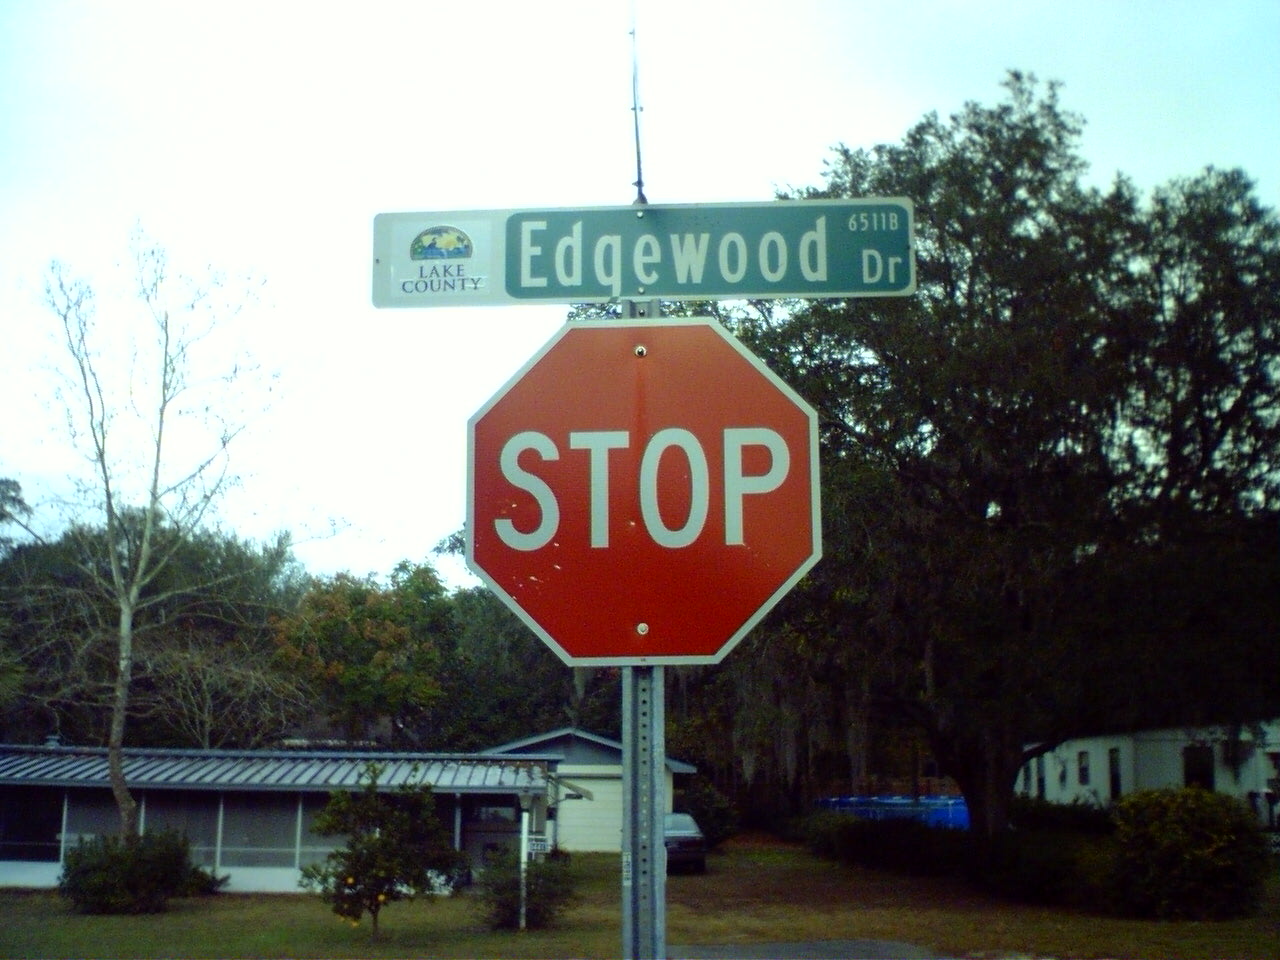 LAKE
COUNTY
Edgewood
6511B
Dr
STOP